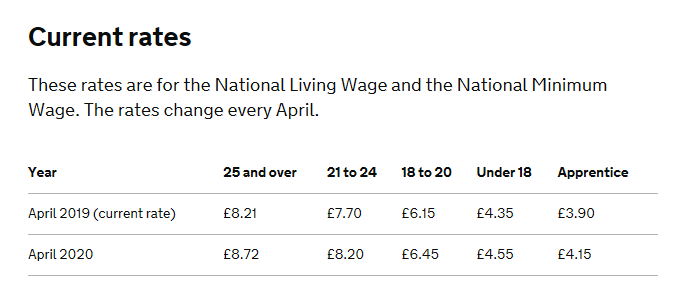 Current rates
These rates are for the National Living Wage and the National Minimum
Wage. The rates change every April.
Year 25 and over 21 to 24 18 to 20 Under 18 Apprentice
April 2019 (current rate) £8.21 £7.70 £6.15 £4.35 £3.90
April 2020 £8.72 £8.20 £6.45 £4.55 £4.15